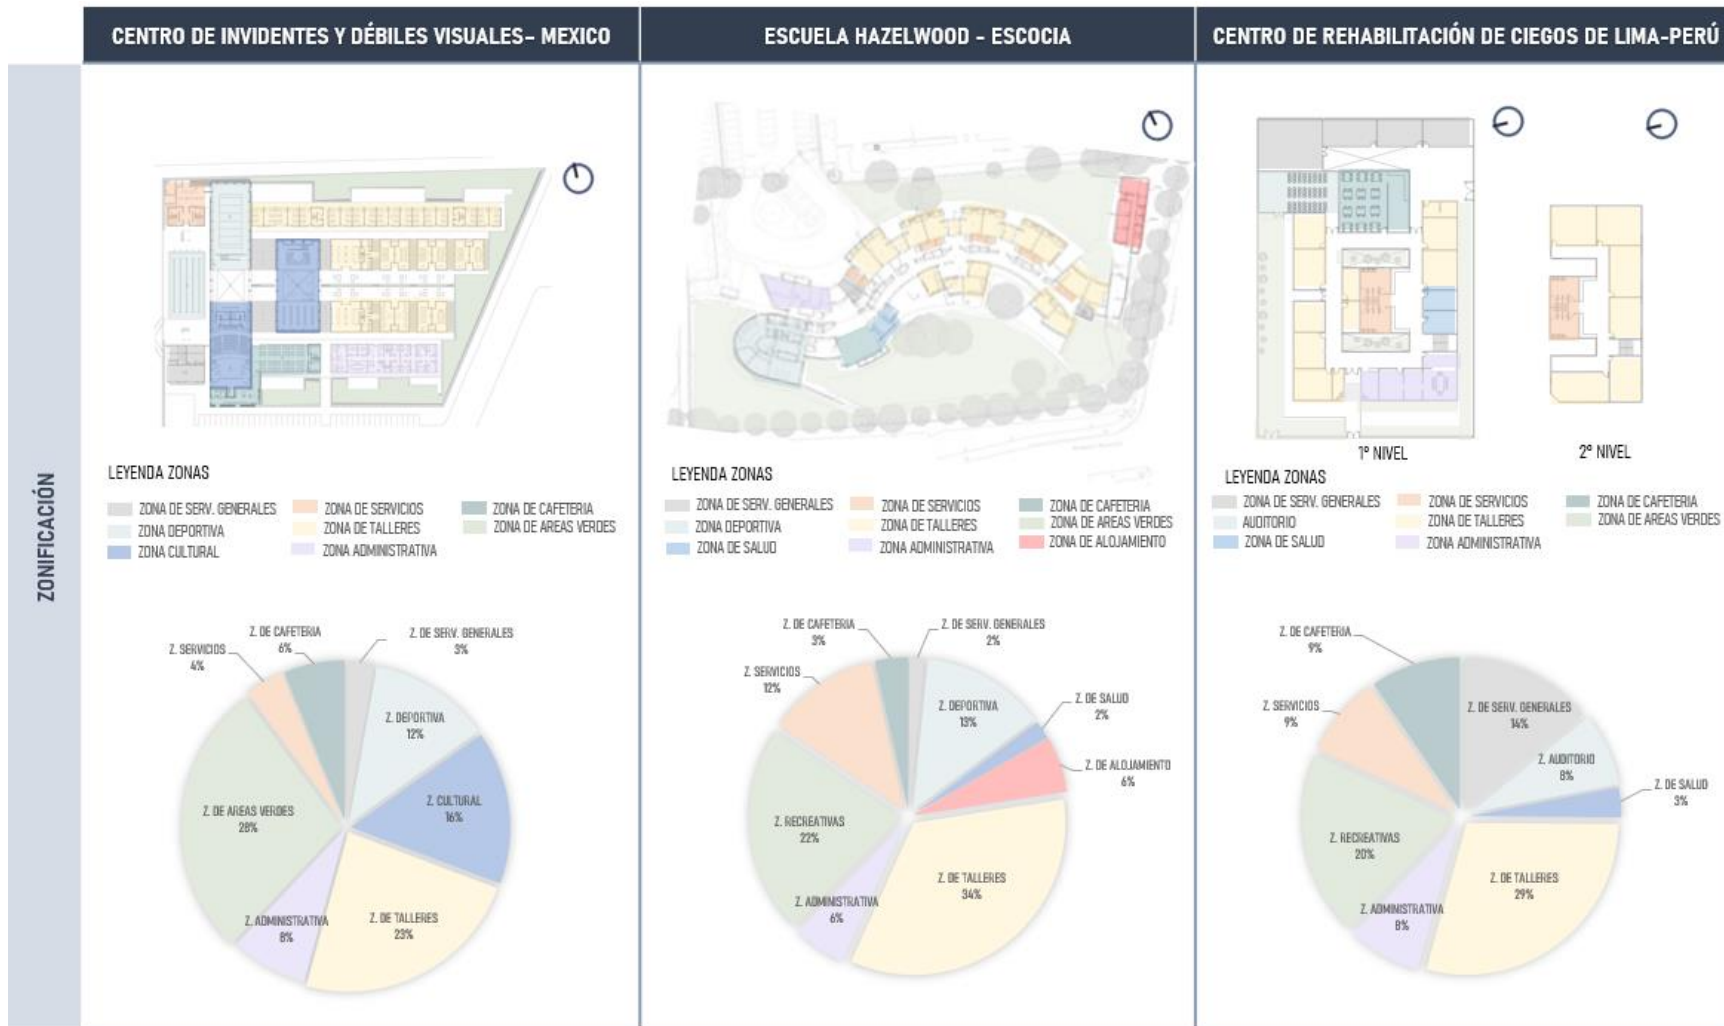 CENTRO DE INVIDENTES Y DÉBILES VISUALES- MEXICO
ESCUELA HAZELWOOD - ESCOCIA
CENTRO DE REHABILITACIÓN DE CIEGOS DE LIMA-PERÚ
ZONIFICACIÓN
LEYENDA ZONAS
ZONA DE SERV. GENERALES
ZONA DE SERVICIOS
ZONA DE CAFETERIA
ZONA DEPORTIVA
ZONA DE TALLERES
ZONA DE AREAS VERDES
ZONA CULTURAL
ZONA ADMINISTRATIVA
Z. DE CAFETERIA
6%
Z. DE SERV. GENERALES
3%
Z. SERVICIOS
4%
Z. DEPORTIVA
12%
Z. CULTURAL
16%
Z. DE AREAS VERDES
28%
Z. ADMINISTRATIVA
8%
Z. DE TALLERES
23%
LEYENDA ZONAS
ZONA DE SERV. GENERALES
ZONA DE SERVICIOS
ZONA DE CAFETERIA
ZONA DEPORTIVA
ZONA DE TALLERES
ZONA DE AREAS VERDES
ZONA DE SALUD
ZONA ADMINISTRATIVA
ZONA DE ALOJAMIENTO
Z. DE CAFETERIA
3%
Z. DE SERV. GENERALES
2%
Z. SERVICIOS
12%
Z. DEPORTIVA
13%
Z. DE SALUD
2%
Z. DE ALOJAMIENTO
6%
Z. RECREATIVAS
22%
Z. DE TALLERES
34%
Z. ADMINISTRATIVA
6%
1º NIVEL
2º NIVEL
LEYENDA ZONAS
ZONA DE SERV. GENERALES
ZONA DE SERVICIOS
ZONA DE CAFETERIA
AUDITORIO
ZONA DE TALLERES
ZONA DE AREAS VERDES
ZONA DE SALUD
ZONA ADMINISTRATIVA
Z. DE CAFETERIA
9%
Z. SERVICIOS
9%
Z. DE SERV. GENERALES
14%
Z. AUDITORIO
8%
Z. DE SALUD
3%
Z. RECREATIVAS
20%
Z. DE TALLERES
29%
Z. ADMINISTRATIVA
8%